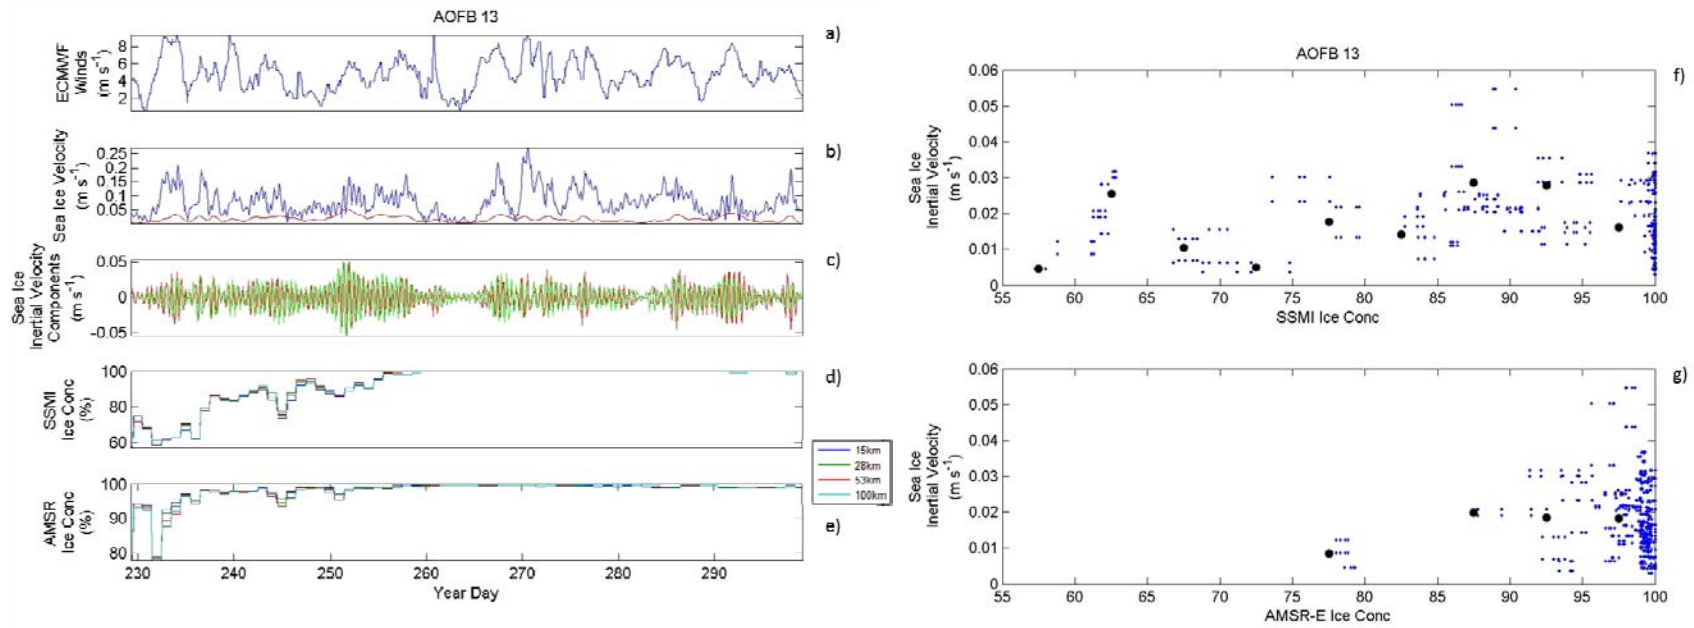 AOFB 13
a)
ECMWF
Winds
(m s⁻¹)
8
6
4
2
b)
Sea Ice Velocity
(m s⁻¹)
0.25
0.15
0.1
0.05
c)
Sea Ice
Inertial Velocity
Components
(m s⁻¹)
0.05
0
-0.05
d)
SSMI
Ice Conc
(%)
100
80
60
15km
28km
53km
100km
e)
AMSR
Ice Conc
(%)
100
90
80
230 240 250 260 270 280 290
Year Day
AOFB 13
f)
Sea Ice
Inertial Velocity
(m s⁻¹)
0.06
0.05
0.04
0.03
0.02
0.01
0
55 60 65 70 75 80 85 90 95 100
SSMI Ice Conc
g)
Sea Ice
Inertial Velocity
(m s⁻¹)
0.06
0.05
0.04
0.03
0.02
0.01
0
55 60 65 70 75 80 85 90 95 100
AMSR-E Ice Conc